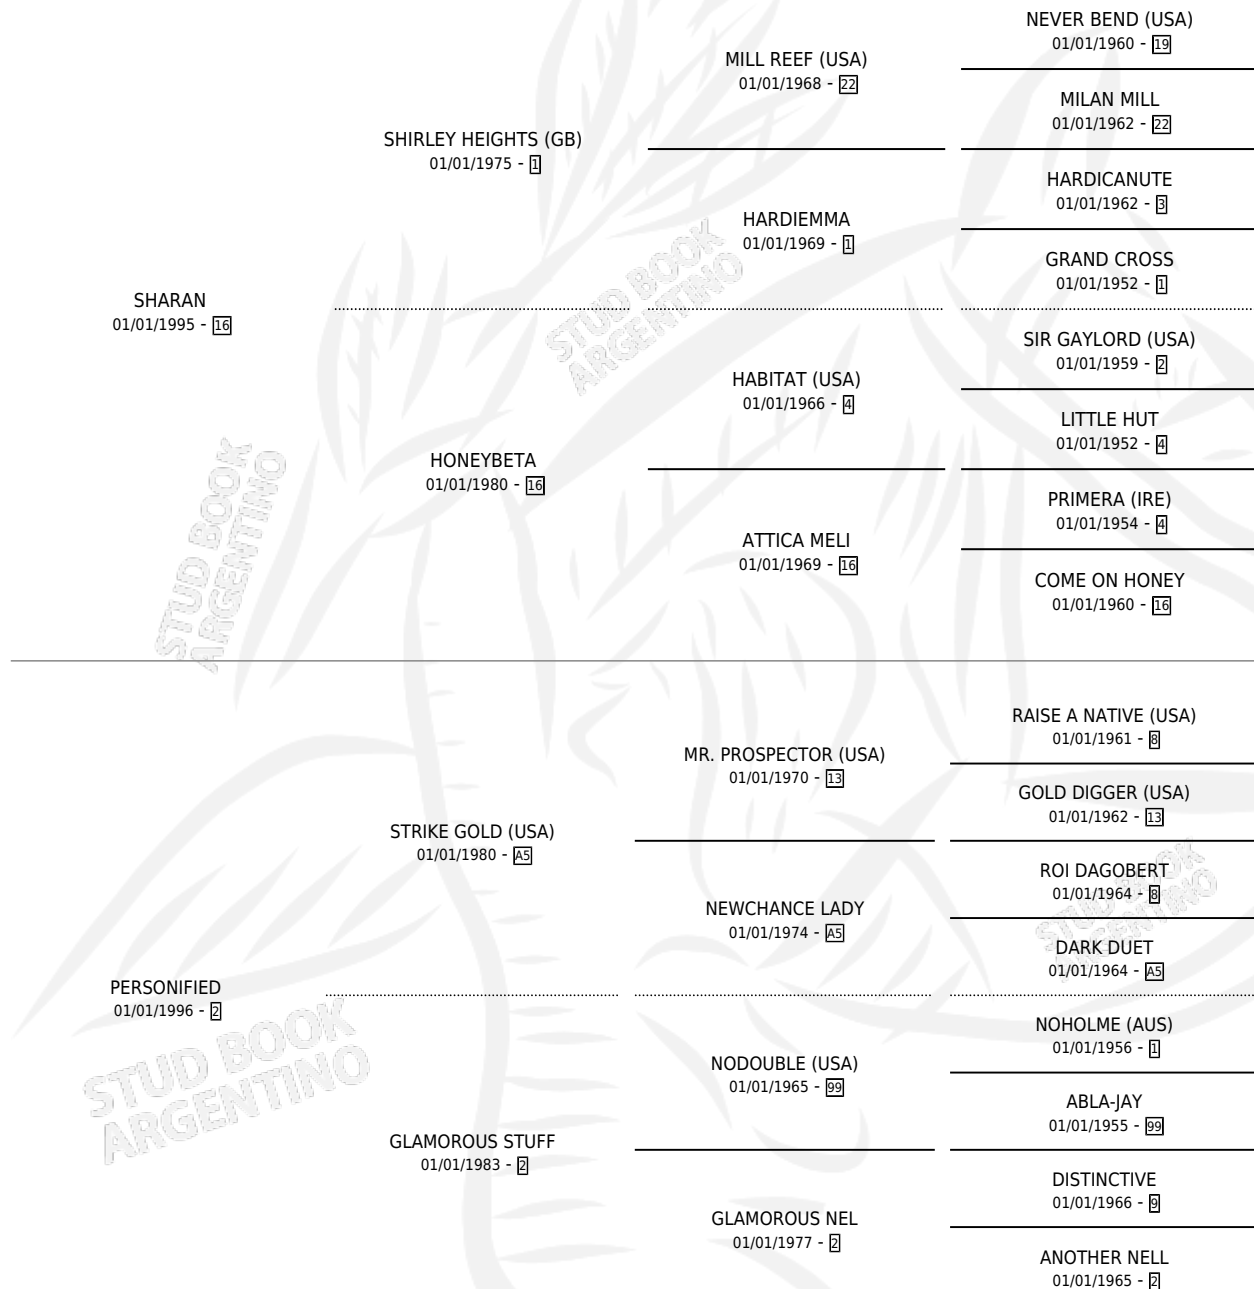 NEVER BEND (USA)
01/01/1960 - 19
MILL REEF (USA)
01/01/1968 - 22
MILAN MILL
01/01/1962 - 22
SHIRLEY HEIGHTS (GB)
01/01/1975 - 1
HARDICANUTE
01/01/1962 - 3
HARDIEMMA
01/01/1969 - 1
GRAND CROSS
01/01/1952 - 1
SHARAN
01/01/1995 - 16
STUD BOOK
ARGENTINO
SIR GAYLORD (USA)
01/01/1959 - 2
HABITAT (USA)
01/01/1966 - 4
LITTLE HUT
01/01/1952 - 4
HONEYBETA
01/01/1980 - 16
PRIMERA (IRE)
01/01/1954 - 4
ATTICA MELI
01/01/1969 - 16
COME ON HONEY
01/01/1960 - 16
STUD BOOK
ARGENTINO
RAISE A NATIVE (USA)
01/01/1961 - 8
MR. PROSPECTOR (USA)
01/01/1970 - 13
GOLD DIGGER (USA)
01/01/1962 - 13
STRIKE GOLD (USA)
01/01/1980 - A5
ROI DAGOBERT
01/01/1964 - 8
NEWCHANCE LADY
01/01/1974 - A5
STUD BOOK
ARGENTINO
DARK DUET
01/01/1964 - A5
PERSONIFIED
01/01/1996 - 2
NOHOLME (AUS)
01/01/1956 - 1
STUD BOOK
ARGENTINO
NODOUBLE (USA)
01/01/1965 - 99
ABLA-JAY
01/01/1955 - 99
GLAMOROUS STUFF
01/01/1983 - 2
DISTINCTIVE
01/01/1966 - 9
GLAMOROUS NEL
01/01/1977 - 2
ANOTHER NELL
01/01/1965 - 2